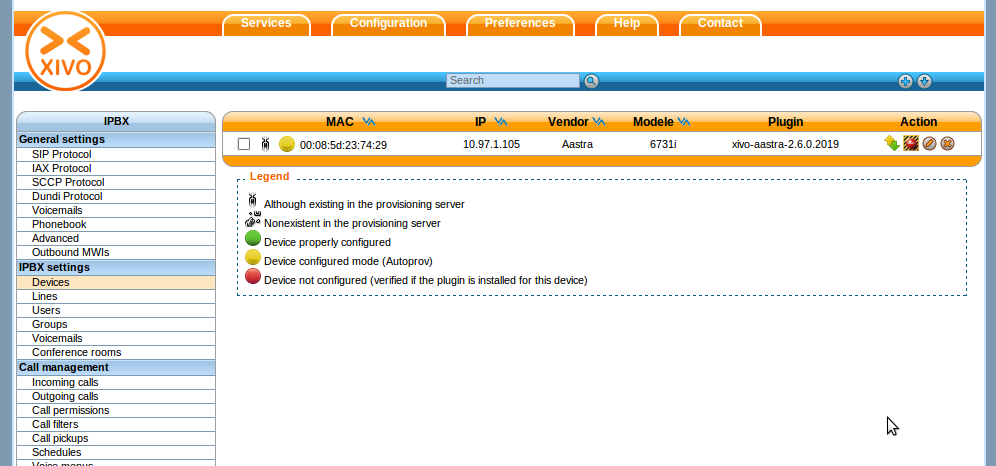 Services Configuration Preferences Help Contact
XIVO
Search
IPBX
General settings
SIP Protocol
IAX Protocol
SCCP Protocol
Dundi Protocol
Voicemails
Phonebook
Advanced
Outbound MWIs
IPBX settings
Devices
Lines
Users
Groups
Voicemails
Conference rooms
Call management
Incoming calls
Outgoing calls
Call permissions
Call filters
Call pickups
Schedules
Voice menus
MAC IP Vendor Modele Plugin Action
00:08:5d:23:74:29 10.97.1.105 Aastra 6731i xivo-aastra-2.6.0.2019
Legend
Although existing in the provisioning server
Nonexistent in the provisioning server
Device properly configured
Device configured mode (Autoprov)
Device not configured (verified if the plugin is installed for this device)